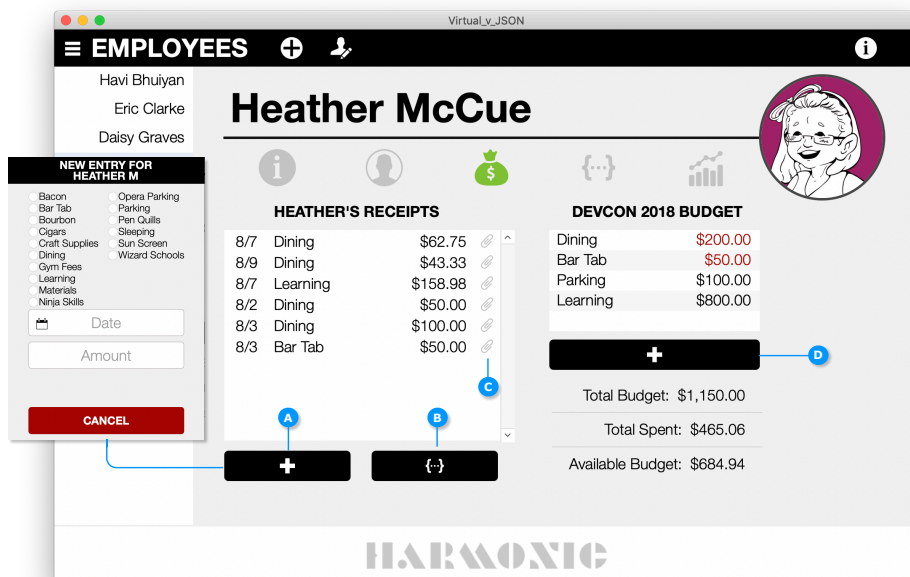 Virtual_v_JSON
EMPLOYEES
Havi Bhuiyan
Eric Clarke
Daisy Graves
Heather McCue
NEW ENTRY FOR
HEATHER M
Bacon
Bar Tab
Bourbon
Cigars
Craft Supplies
Dining
Gym Fees
Learning
Materials
Ninja Skills
Opera Parking
Parking
Pen Quills
Sleeping
Sun Screen
Wizard Schools
Date
Amount
CANCEL
HEATHER'S RECEIPTS
8/7 Dining $62.75
8/9 Dining $43.33
8/7 Learning $158.98
8/2 Dining $50.00
8/3 Dining $100.00
8/3 Bar Tab $50.00
A
B
C
DEVCON 2018 BUDGET
Dining $200.00
Bar Tab $50.00
Parking $100.00
Learning $800.00
D
Total Budget: $1,150.00
Total Spent: $465.06
Available Budget: $684.94
HARMONIC